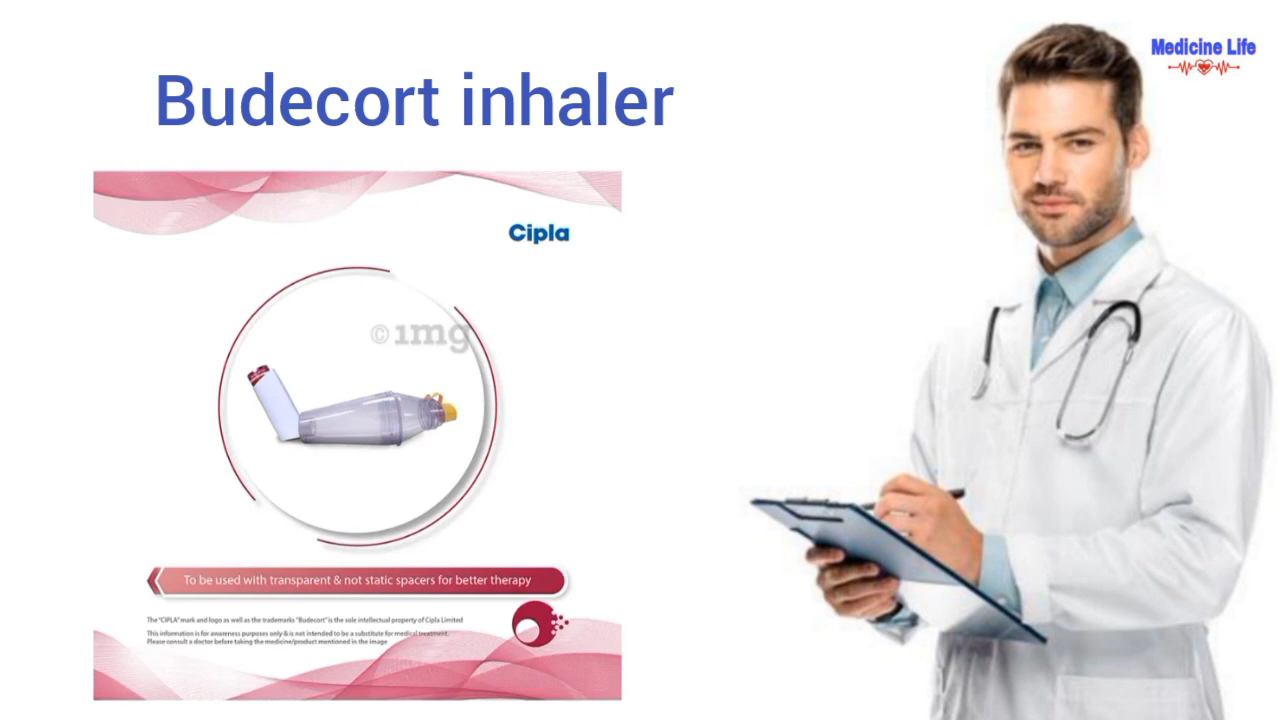 Medicine Life
Budecort inhaler
Cipla
©1mg
To be used with transparent & not static spacers for better therapy
The "CIPLA" mark and logo as well as the trademarks "Budecort" is the sole intellectual property of Cipla Limited
This information is for awareness purposes only & is not intended to be a substitute for medical treatment.
Please consult a doctor before taking the medicine/product mentioned in the image